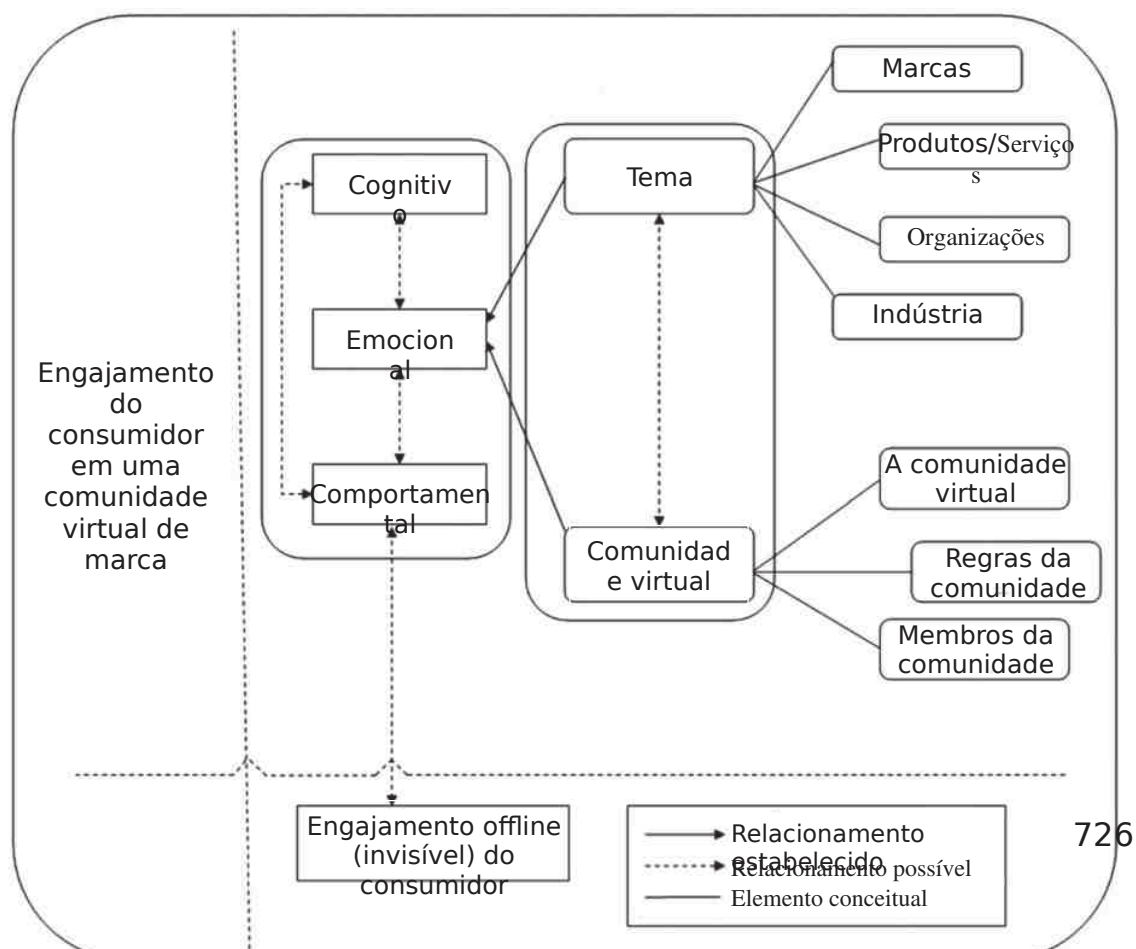 Marcas
Produtos/Serviço
s
Organizações
Indústria
Cognitiv
o
Tema
Emocion
al
Engajamento
do
consumidor
em uma
comunidade
virtual de
marca
Comportamen
tal
Comunidad
e virtual
A comunidade
virtual
Regras da
comunidade
Membros da
comunidade
Engajamento offline
(invisível) do
consumidor
Relacionamento
estabelecido
Relacionamento possível
Elemento conceitual
726